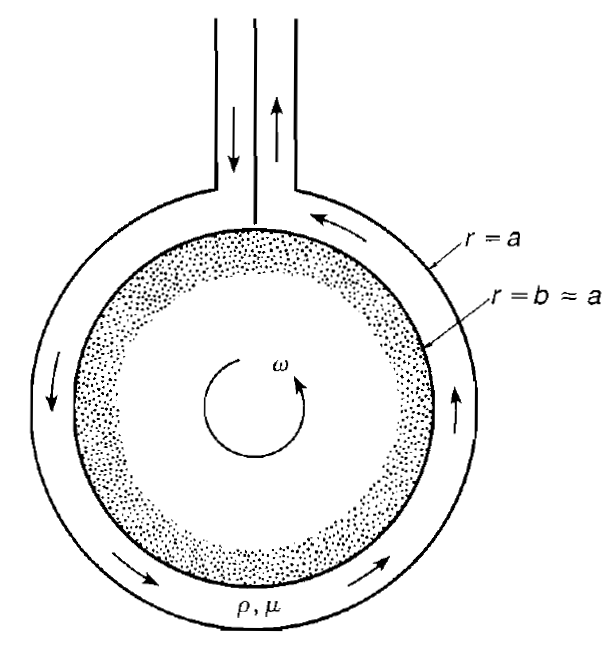 r = a
r = b ≈ a
ω
ρ, μ